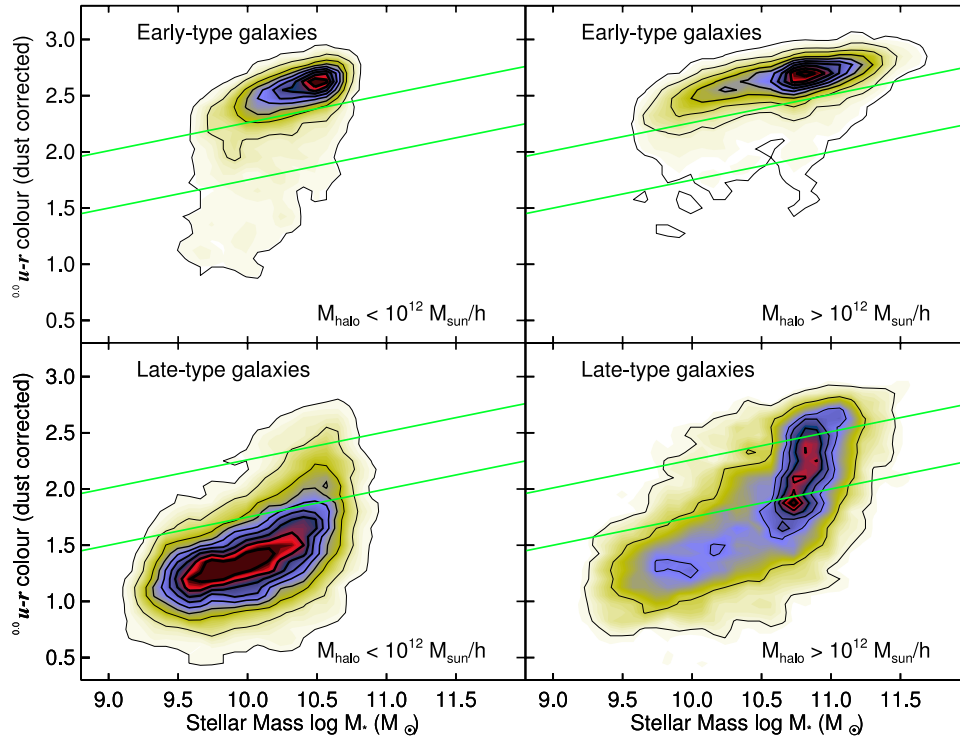 Early-type galaxies
Early-type galaxies
3.0
2.5
2.0
1.5
1.0
0.5
0.0 u-r colour (dust corrected)
M_halo < 10^12 M_sun/h
M_halo > 10^12 M_sun/h
Late-type galaxies
Late-type galaxies
3.0
2.5
2.0
1.5
1.0
0.5
0.0 u-r colour (dust corrected)
M_halo < 10^12 M_sun/h
M_halo > 10^12 M_sun/h
9.0 9.5 10.0 10.5 11.0 11.5
9.0 9.5 10.0 10.5 11.0 11.5
Stellar Mass log M* (M⊙)
Stellar Mass log M* (M⊙)